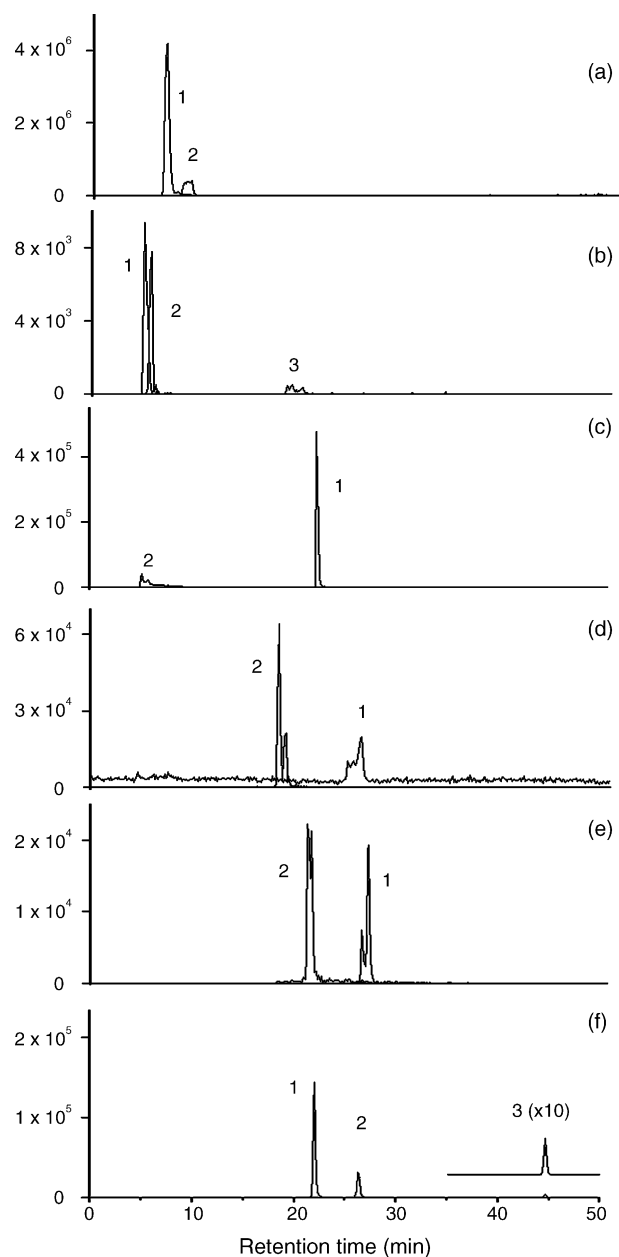 4 x 10⁶
(a)
1
2 x 10⁶
2
0
8 x 10³
(b)
1
2
4 x 10³
3
0
(c)
4 x 10⁵
1
2 x 10⁵
2
0
6 x 10⁴
(d)
2
1
3 x 10⁴
0
(e)
2 x 10⁴
2
1
1 x 10⁴
0
(f)
2 x 10⁵
1
3 (x10)
1 x 10⁵
2
0
0 10 20 30 40 50
Retention time (min)